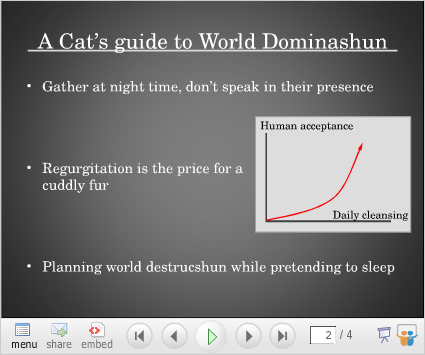 A Cat's guide to World Dominashun
• Gather at night time, don't speak in their presence
Human acceptance
• Regurgitation is the price for a
cuddly fur
Daily cleansing
• Planning world destrucshun while pretending to sleep
menu share embed 2 / 4